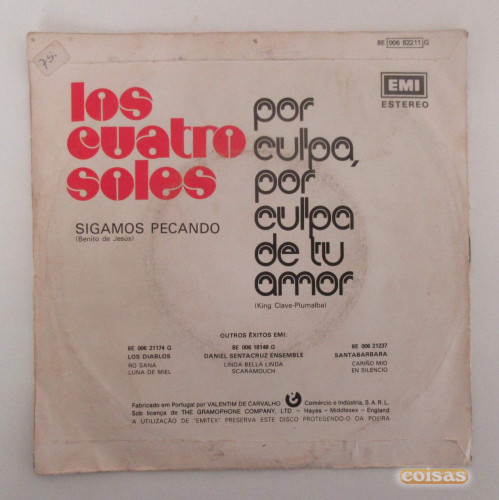 8E 006 82211 G
75.
EMI
ESTEREO
los
cuatro
soles
SIGAMOS PECANDO
(Benito de Jesús)
por
culpa,
por
culpa
de tu
amor
(King Clave-Plumalba)
OUTROS ÊXITOS EMI:
8E 006 21174 G
LOS DIABLOS
RO SANA
LUNA DE MIEL
8E 006 18148 G
DANIEL SENTACRUZ ENSEMBLE
LINDA BELLA LINDA
SCARAMOUCH
8E 006 21237
SANTABARBARA
CARIÑO MIO
EN SILENCIO
Fabricado em Portugal por VALENTIM DE CARVALHO Comércio e Indústria, S. A. R. L.
Sob licença de THE GRAMOPHONE COMPANY, LTD — Hayes - Middlesex - England
A UTILIZAÇÃO DE "EMITEX" PRESERVA ESTE DISCO PROTEGENDO-O DA POEIRA
coisas